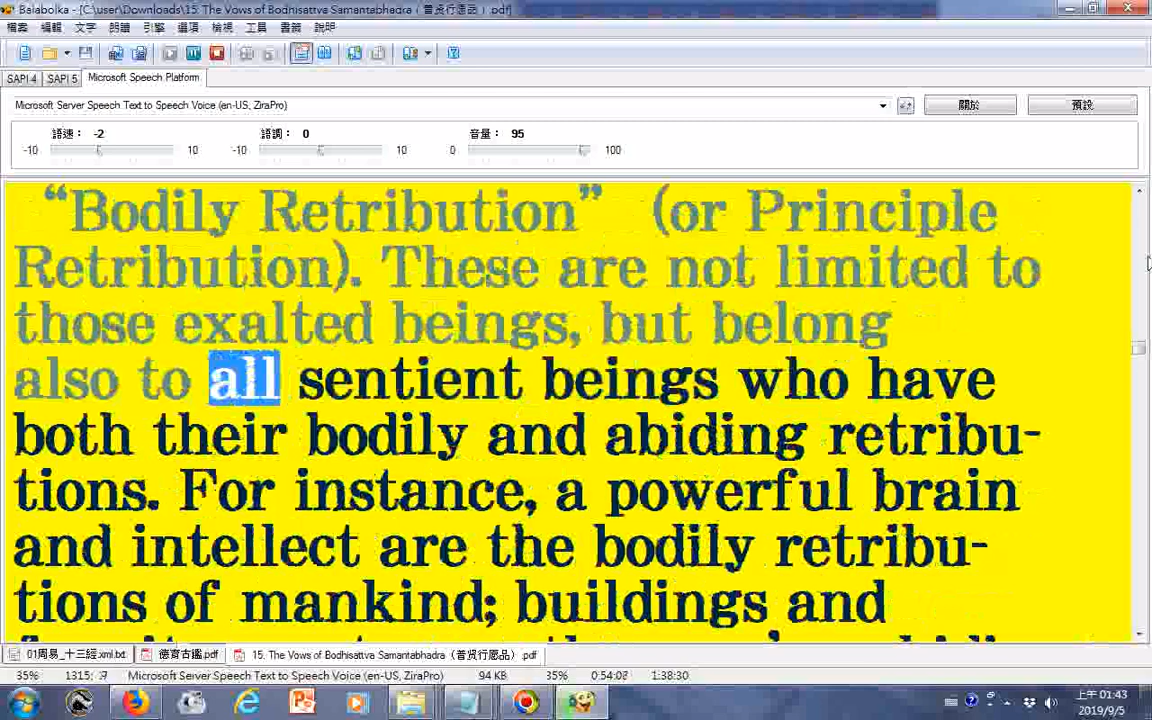 Balabolka - [C:\user\Downloads\15. The Vows of Bodhisattva Samantabhadra（普賢行愿品）.pdf]
檔案 編輯 文字 朗讀 引擎 選項 檢視 工具 書籤 說明
SAPI 4 SAPI 5 Microsoft Speech Platform
Microsoft Server Speech Text to Speech Voice (en-US, ZiraPro) 關於 預設
語速： -2 語調： 0 音量： 95
-10 10 -10 10 0 100
“Bodily Retribution” (or Principle
Retribution). These are not limited to
those exalted beings, but belong
also to all sentient beings who have
both their bodily and abiding retribu-
tions. For instance, a powerful brain
and intellect are the bodily retribu-
tions of mankind; buildings and
01周易_十三經.xml.txt 德育古鑑.pdf 15. The Vows of Bodhisattva Samantabhadra（普賢行愿品）.pdf
35% 1315: Microsoft Server Speech Text to Speech Voice (en-US, ZiraPro) 94 KB 35% 0:54:08 1:38:30
上午 01:43
2019/9/5